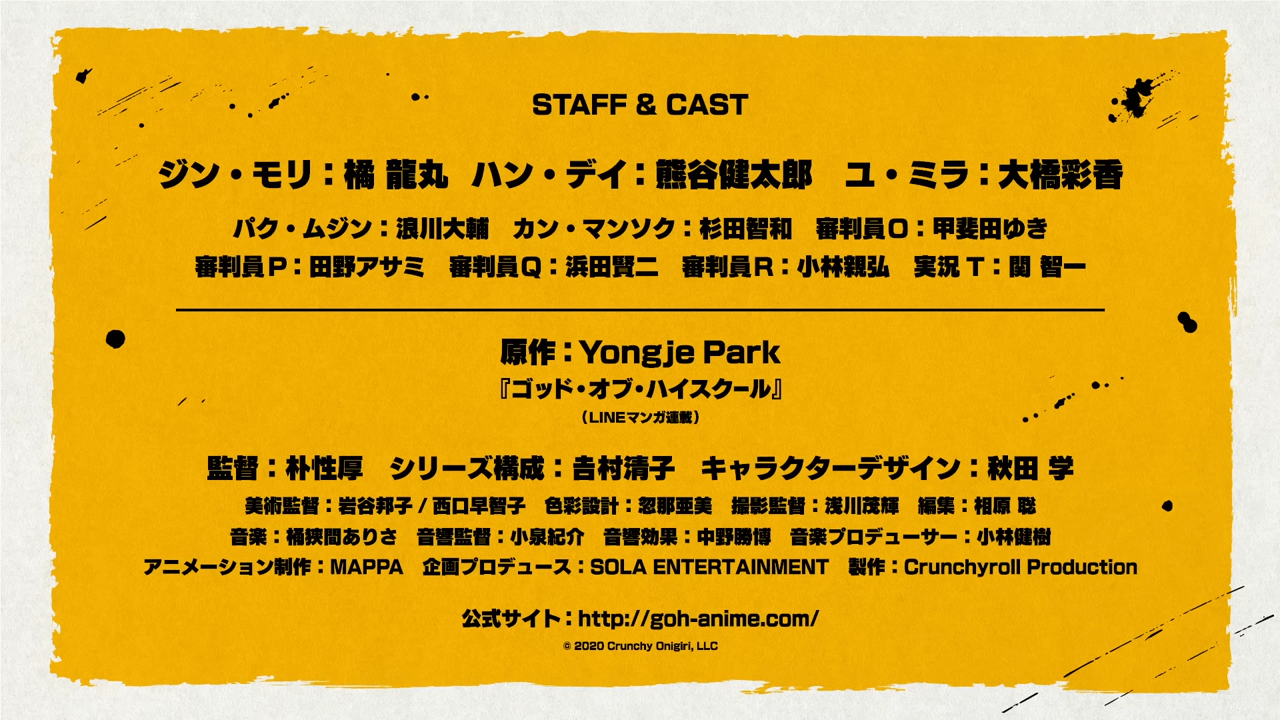 STAFF & CAST
ジン・モリ：橘 龍丸　ハン・デイ：熊谷健太郎　ユ・ミラ：大橋彩香
パク・ムジン：浪川大輔　カン・マンソク：杉田智和　審判員O：甲斐田ゆき
審判員P：田野アサミ　審判員Q：浜田賢二　審判員R：小林親弘　実況T：関 智一
原作：Yongje Park
『ゴッド・オブ・ハイスクール』
（LINEマンガ連載）
監督：朴性厚　シリーズ構成：𠮷村清子　キャラクターデザイン：秋田 学
美術監督：岩谷邦子 / 西口早智子　色彩設計：忽那亜美　撮影監督：浅川茂輝　編集：相原 聡
音楽：桶狭間ありさ　音響監督：小泉紀介　音響効果：中野勝博　音楽プロデューサー：小林健樹
アニメーション制作：MAPPA　企画プロデュース：SOLA ENTERTAINMENT　製作：Crunchyroll Production
公式サイト：http://goh-anime.com/
© 2020 Crunchy Onigiri, LLC